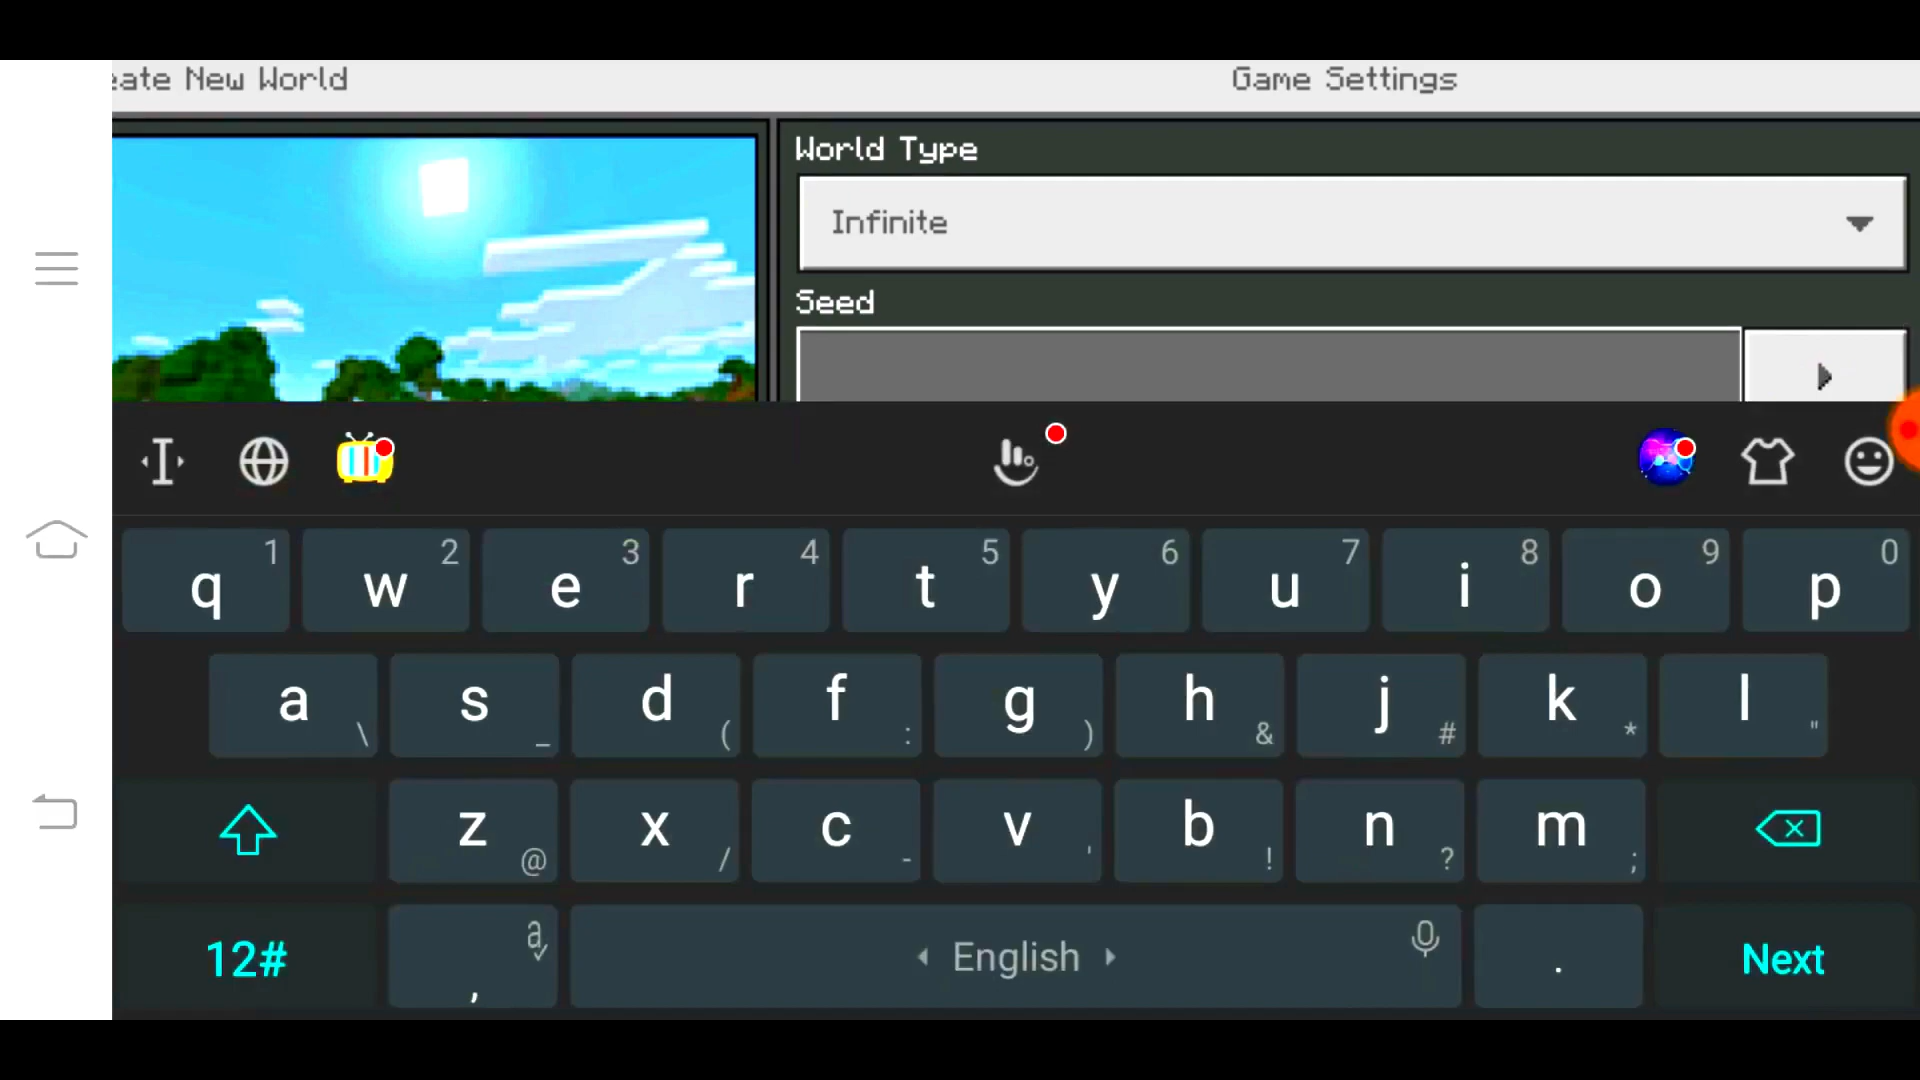 eate New World
Game Settings
World Type
Infinite
Seed
1 2 3 4 5 6 7 8 9 0
q w e r t y u i o p
a s d f g h j k l
\ _ ( : ) & # * "
z x c v b n m
@ / - ' ! ? ;
12# , a English . Next